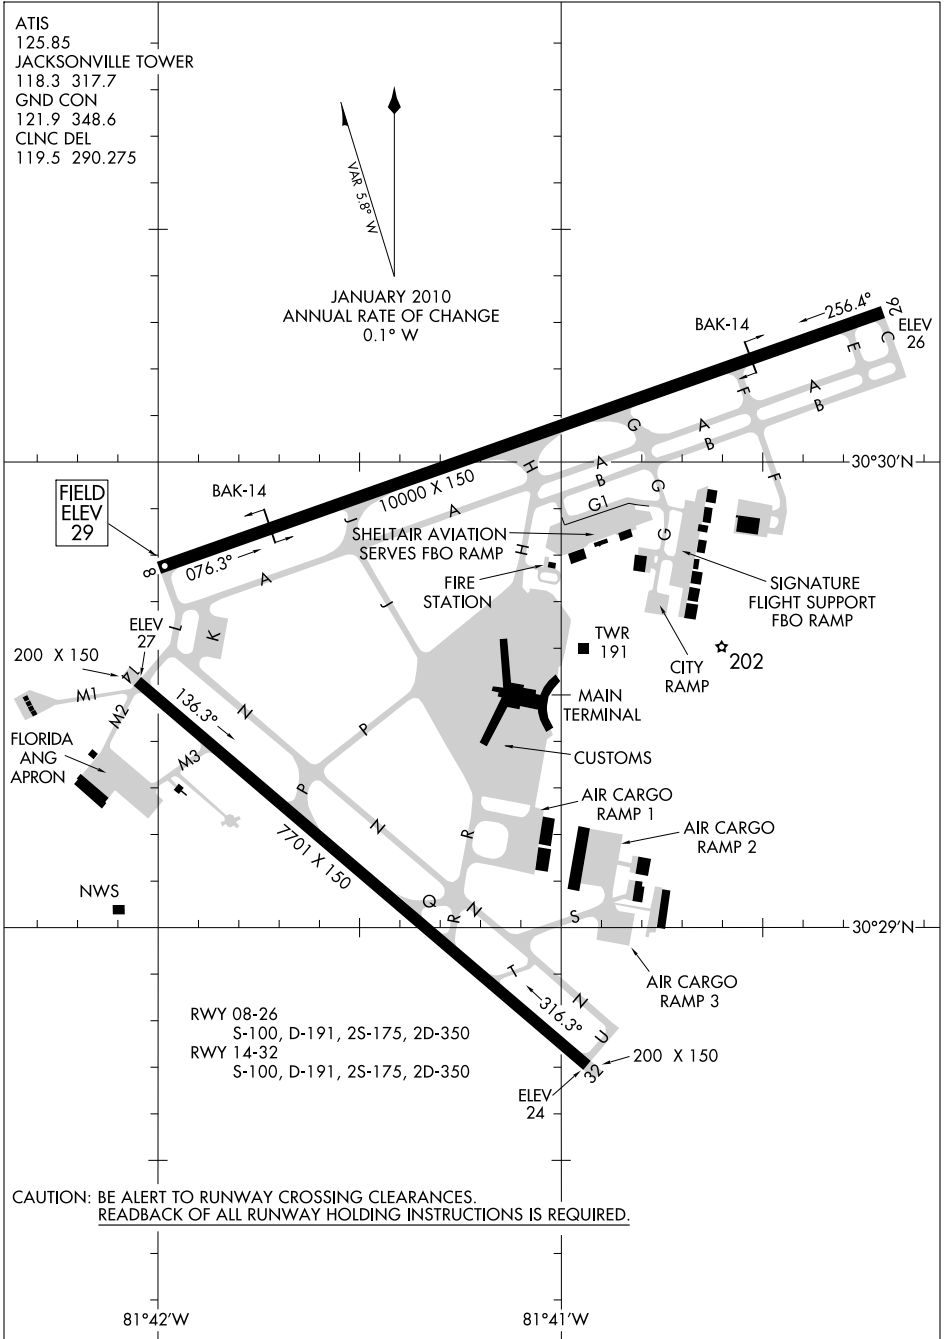 ATIS
125.85
JACKSONVILLE TOWER
118.3 317.7
GND CON
121.9 348.6
CLNC DEL
119.5 290.275
VAR 5.8° W
JANUARY 2010
ANNUAL RATE OF CHANGE
0.1° W
256.4°
26
ELEV
26
BAK-14
C
E
F
A
B
G
A
B
F
H
A
B
30°30'N
FIELD
ELEV
29
BAK-14
10000 X 150
J
A
G1
G
SHELTAIR AVIATION
SERVES FBO RAMP
H
G
8
076.3°
A
FIRE
STATION
J
SIGNATURE
FLIGHT SUPPORT
FBO RAMP
ELEV
27
L
K
TWR
191
202
CITY
RAMP
200 X 150
14
M1
M2
136.3°
N
P
MAIN
TERMINAL
FLORIDA
ANG
APRON
M3
CUSTOMS
P
AIR CARGO
RAMP 1
N
R
AIR CARGO
RAMP 2
7701 X 150
NWS
Q
R
N
S
30°29'N
T
AIR CARGO
RAMP 3
316.3°
N
U
RWY 08-26
S-100, D-191, 2S-175, 2D-350
RWY 14-32
S-100, D-191, 2S-175, 2D-350
32
200 X 150
ELEV
24
CAUTION: BE ALERT TO RUNWAY CROSSING CLEARANCES.
READBACK OF ALL RUNWAY HOLDING INSTRUCTIONS IS REQUIRED.
81°42'W
81°41'W